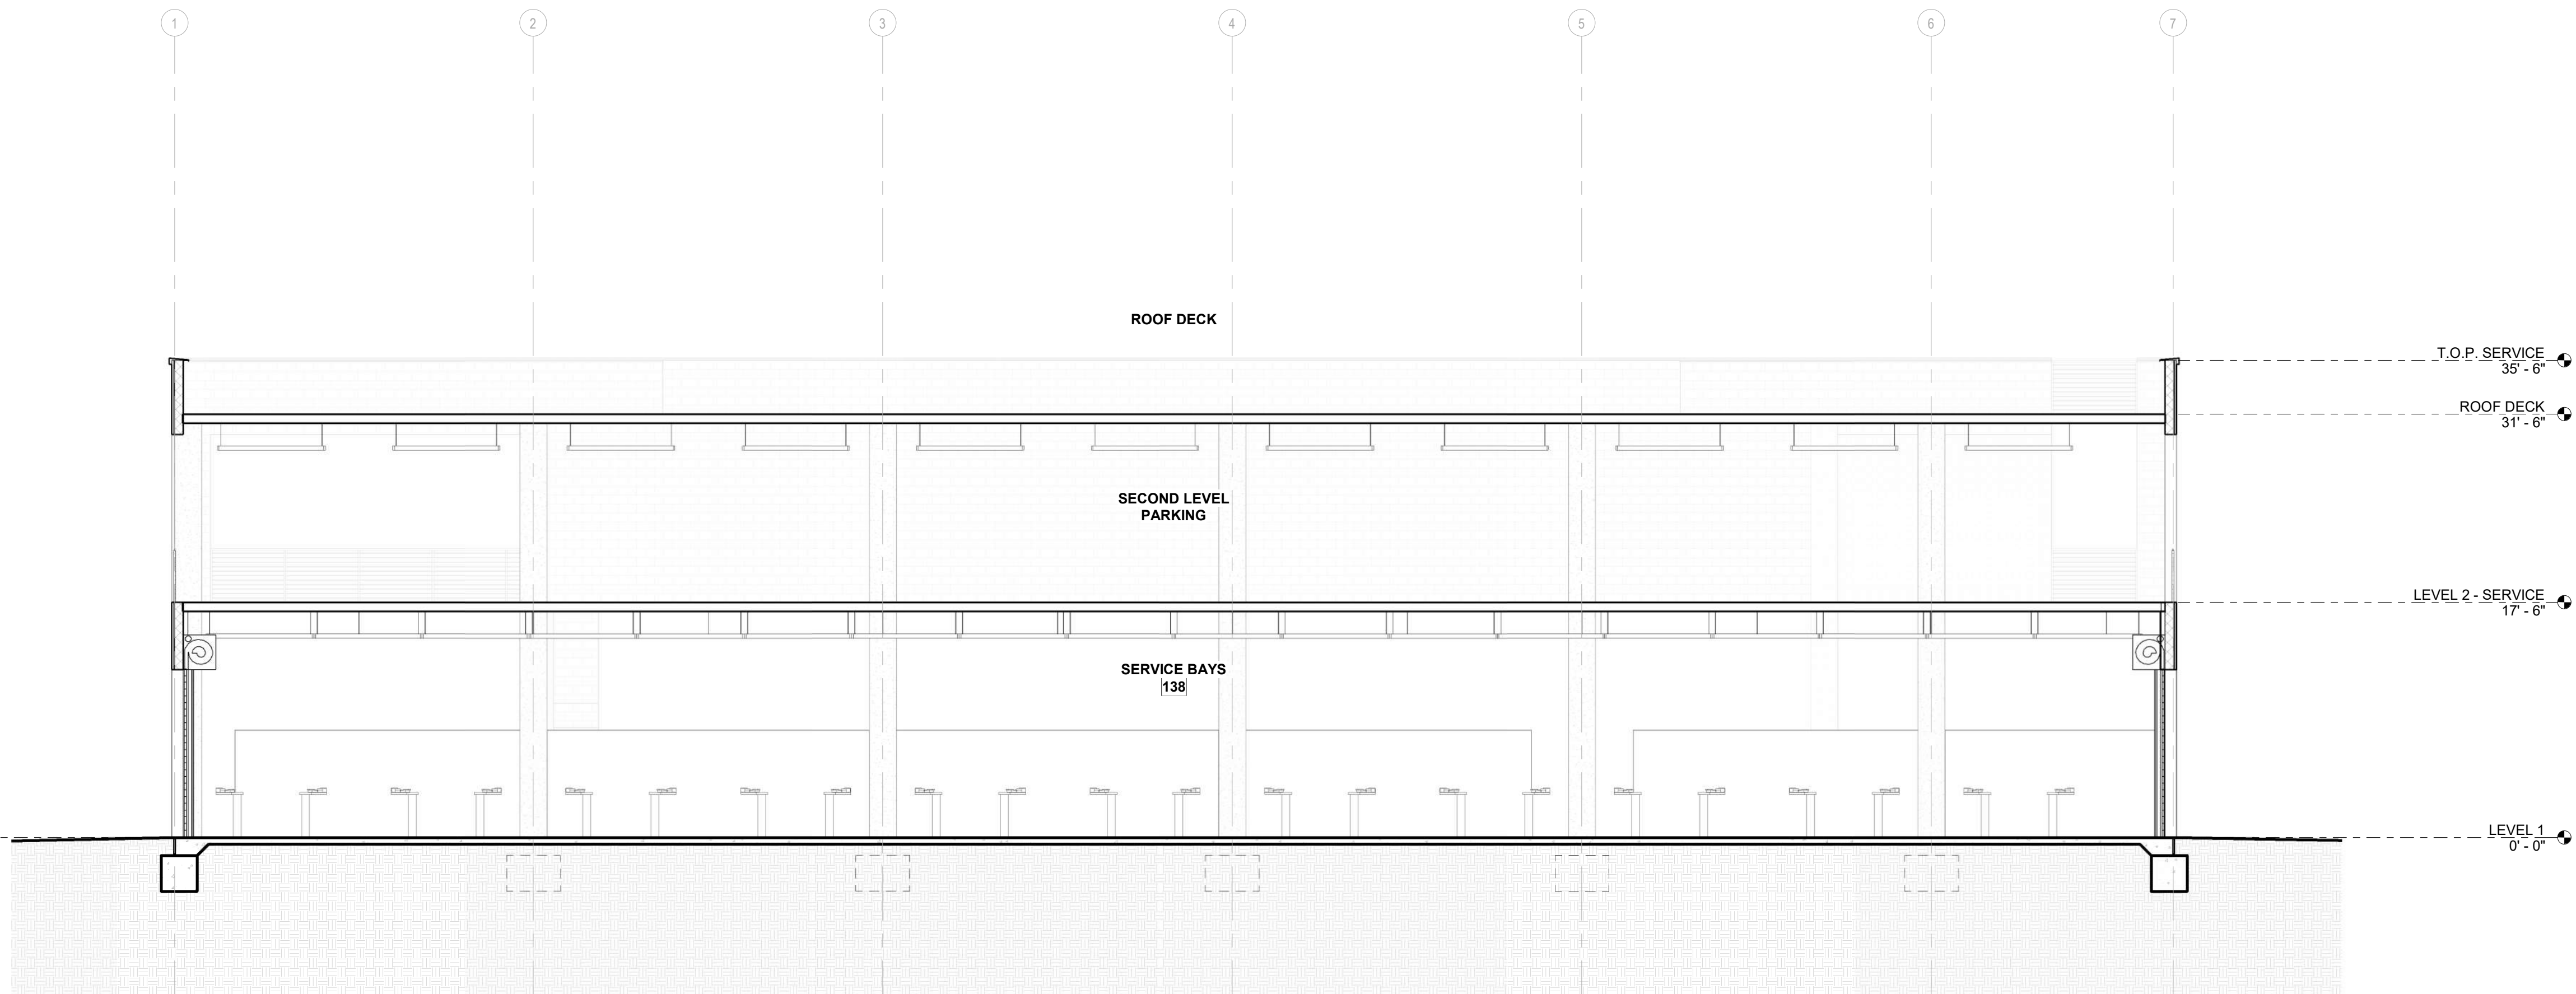 1
2
3
4
5
6
7
ROOF DECK
T.O.P. SERVICE
35' - 6"
ROOF DECK
31' - 6"
SECOND LEVEL
PARKING
LEVEL 2 - SERVICE
17' - 6"
SERVICE BAYS
138
LEVEL 1
0' - 0"